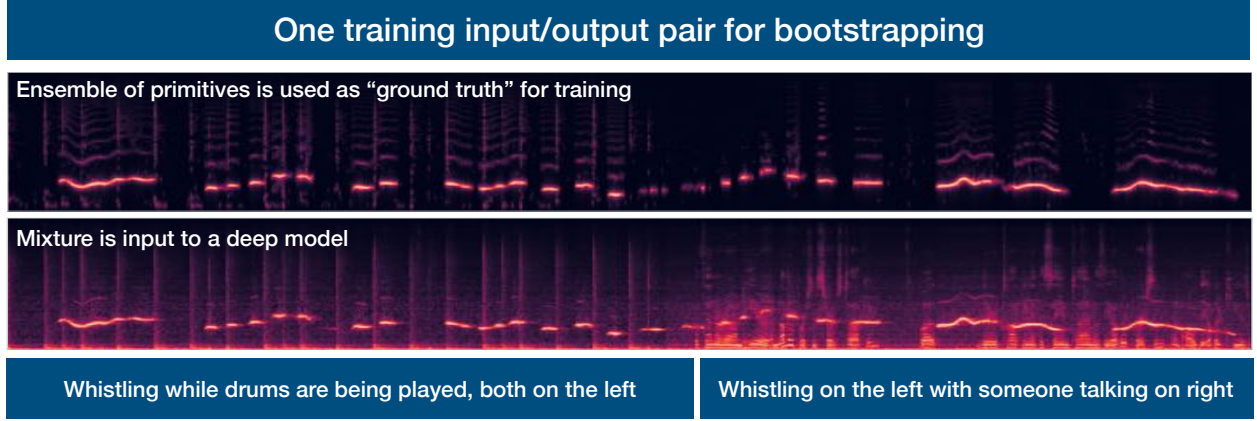 One training input/output pair for bootstrapping
Ensemble of primitives is used as “ground truth” for training
Mixture is input to a deep model
Whistling while drums are being played, both on the left
Whistling on the left with someone talking on right